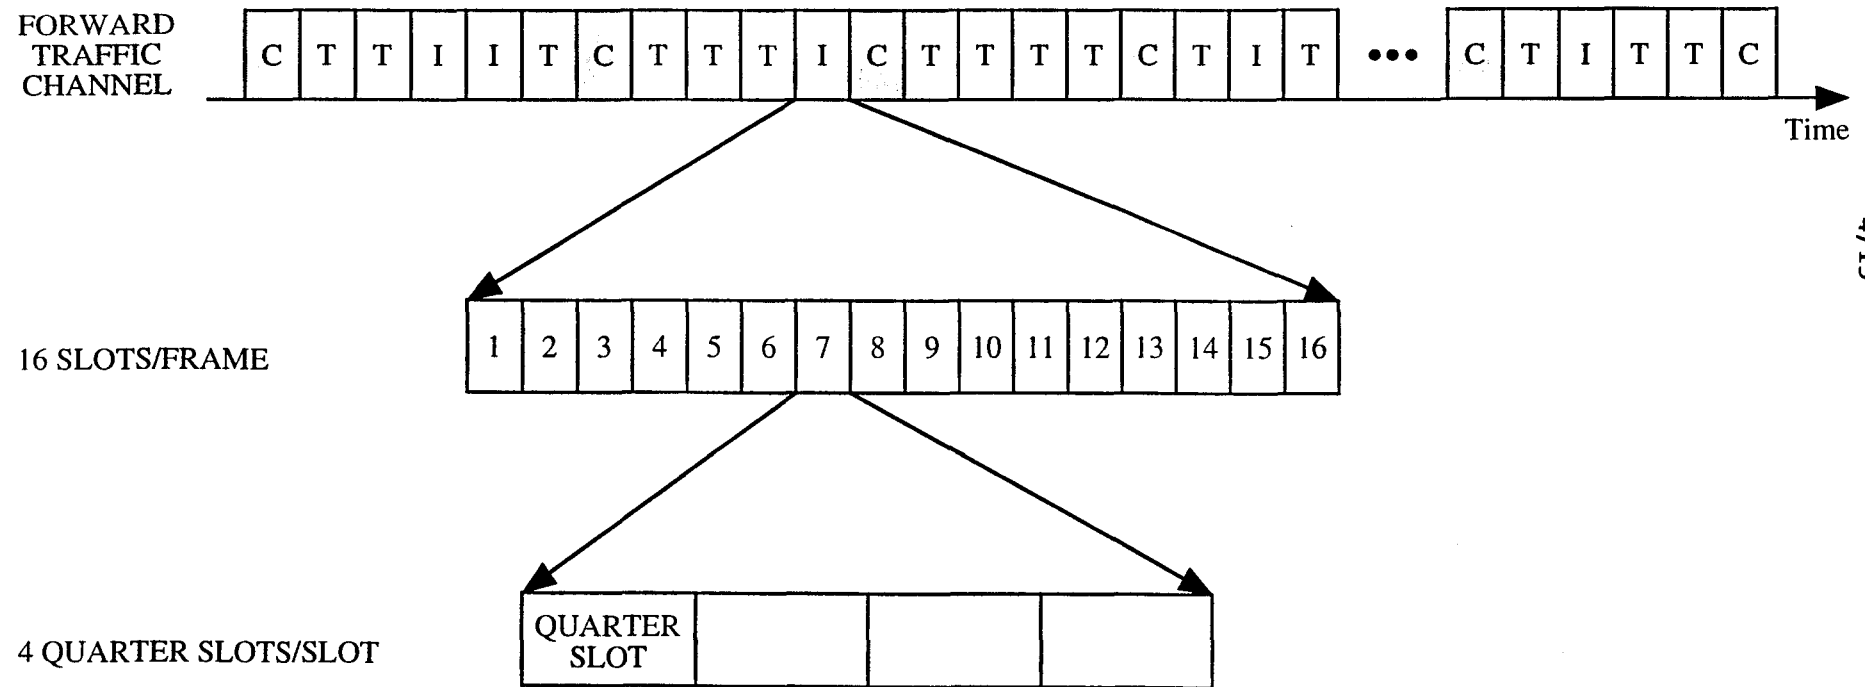 FORWARD
TRAFFIC
CHANNEL
C T T I I T C T T T I C T T T T C T I T ••• C T I T T C
Time
16 SLOTS/FRAME
1 2 3 4 5 6 7 8 9 10 11 12 13 14 15 16
4 QUARTER SLOTS/SLOT
QUARTER
SLOT